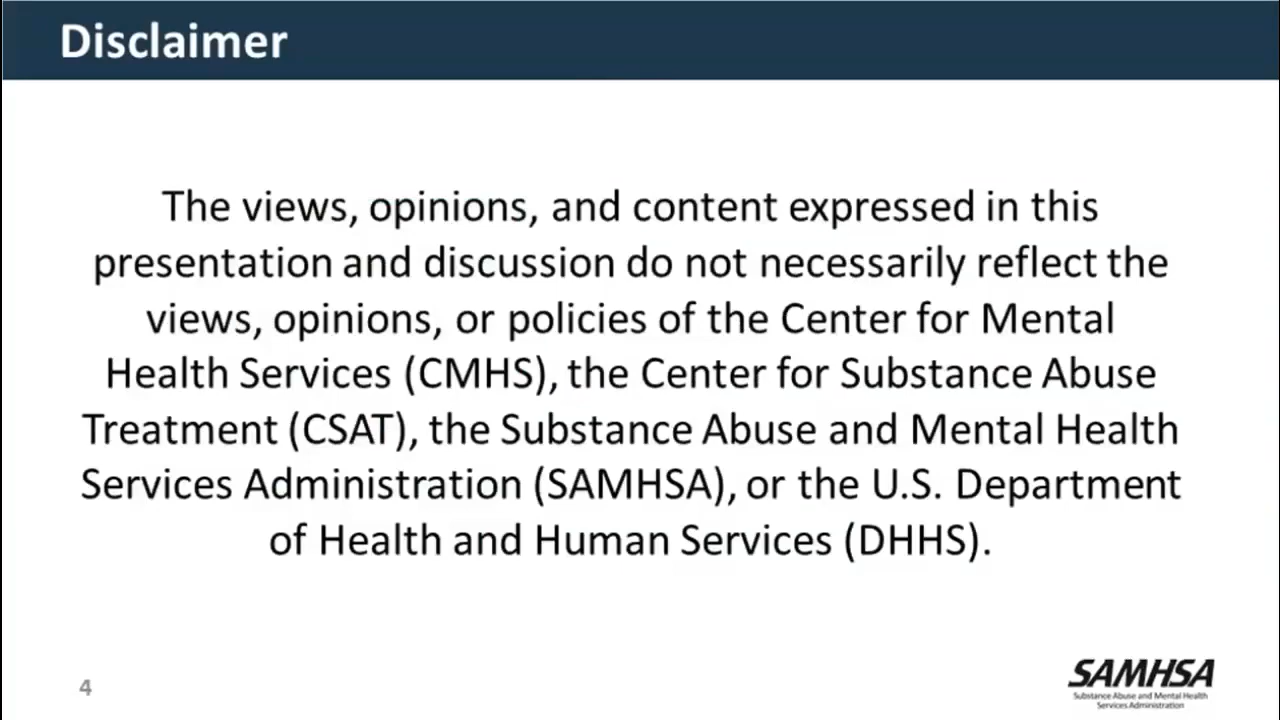 Disclaimer
The views, opinions, and content expressed in this
presentation and discussion do not necessarily reflect the
views, opinions, or policies of the Center for Mental
Health Services (CMHS), the Center for Substance Abuse
Treatment (CSAT), the Substance Abuse and Mental Health
Services Administration (SAMHSA), or the U.S. Department
of Health and Human Services (DHHS).
4
SAMHSA
Substance Abuse and Mental Health
Services Administration